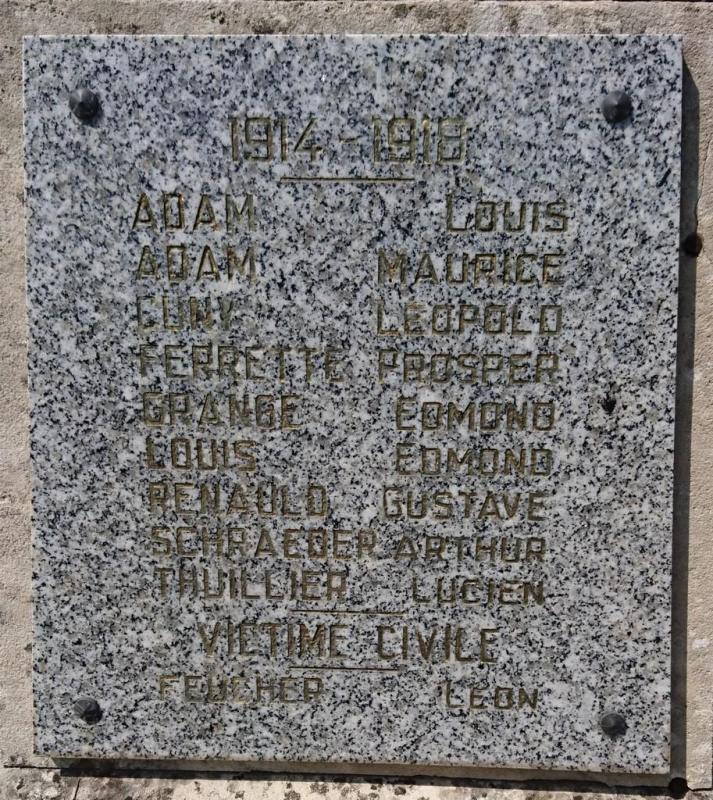 1914 - 1918
ADAM LOUIS
ADAM MAURICE
CUNY LEOPOLD
FERRETTE PROSPER
GRANGE EDMOND
LOUIS EDMOND
RENAULD GUSTAVE
SCHRAEDER ARTHUR
THUILLIER LUCIEN
VICTIME CIVILE
FEUCHER LEON